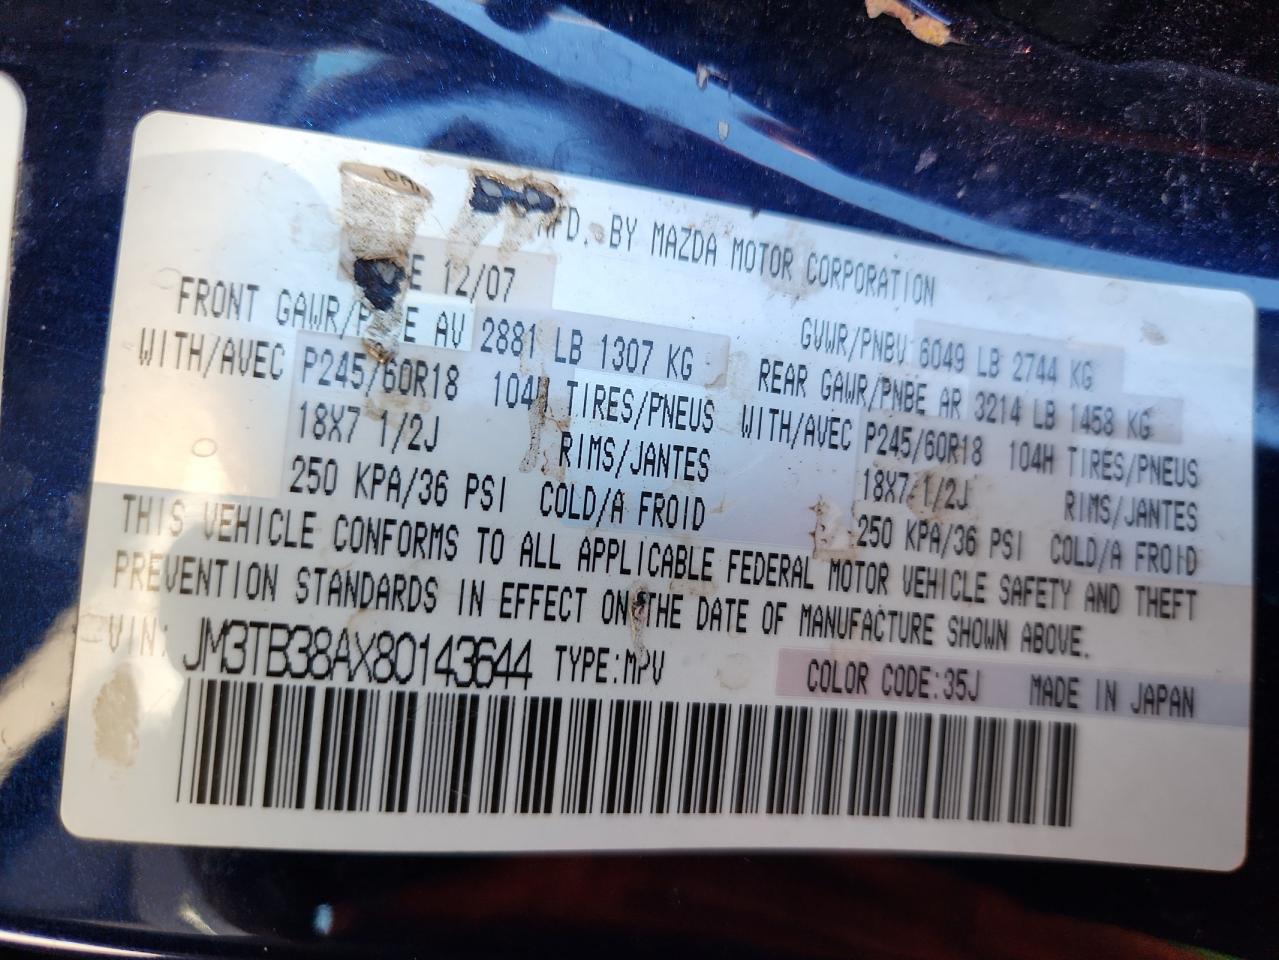 MFD. BY MAZDA MOTOR CORPORATION
12/07
GVWR/PNBV 6049 LB 2744 KG
FRONT GAWR/PNBE AV 2881 LB 1307 KG
REAR GAWR/PNBE AR 3214 LB 1458 KG
WITH/AVEC P245/60R18 104H TIRES/PNEUS
WITH/AVEC P245/60R18 104H TIRES/PNEUS
18X7 1/2J RIMS/JANTES
18X7 1/2J RIMS/JANTES
250 KPA/36 PSI COLD/A FROID
250 KPA/36 PSI COLD/A FROID
THIS VEHICLE CONFORMS TO ALL APPLICABLE FEDERAL MOTOR VEHICLE SAFETY AND THEFT
PREVENTION STANDARDS IN EFFECT ON THE DATE OF MANUFACTURE SHOWN ABOVE.
VIN: JM3TB38AX80143644 TYPE:MPV COLOR CODE:35J MADE IN JAPAN